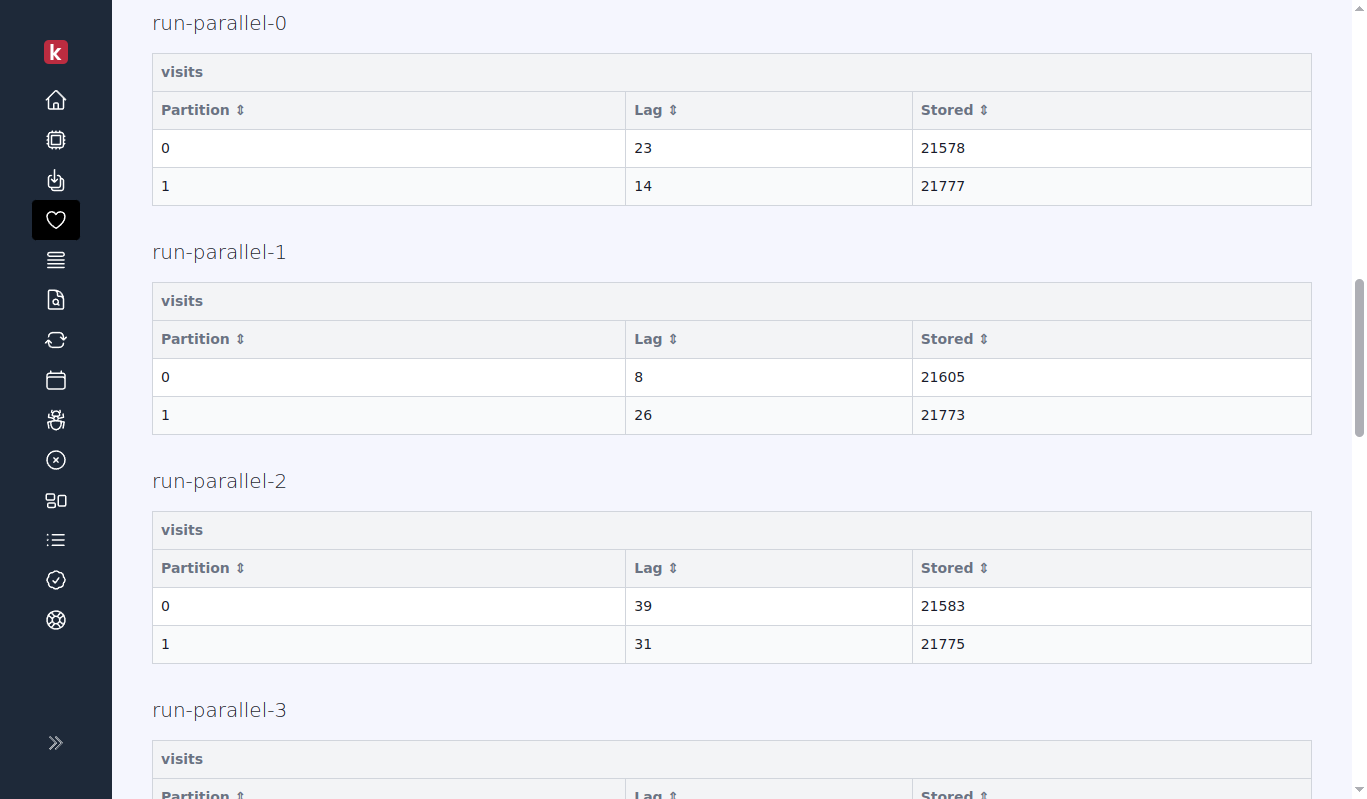 k
run-parallel-0
visits
Partition ⇕ Lag ⇕ Stored ⇕
0 23 21578
1 14 21777
run-parallel-1
visits
Partition ⇕ Lag ⇕ Stored ⇕
0 8 21605
1 26 21773
run-parallel-2
visits
Partition ⇕ Lag ⇕ Stored ⇕
0 39 21583
1 31 21775
run-parallel-3
visits
Partition ⇕ Lag ⇕ Stored ⇕